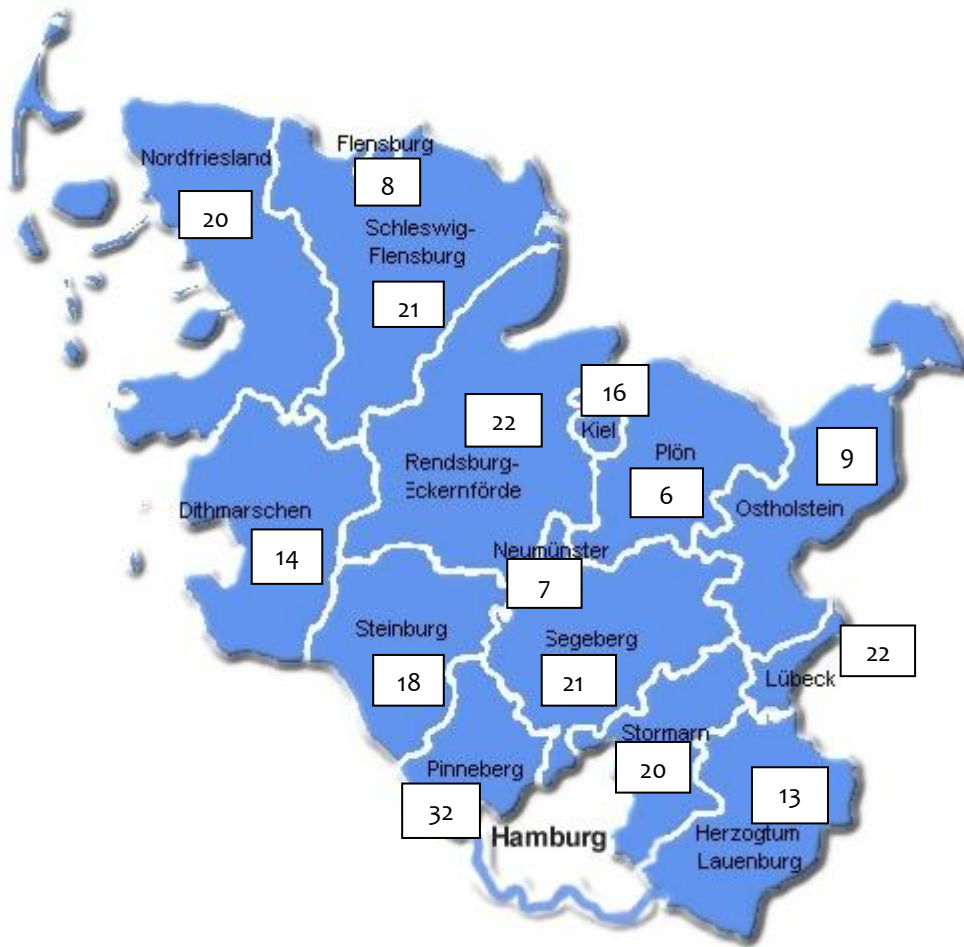 Flensburg
8
Nordfriesland
20
Schleswig-
Flensburg
21
16
Kiel
22
Rendsburg-
Eckernförde
Plön
6
9
Ostholstein
Dithmarschen
14
Neumünster
7
Steinburg
18
Segeberg
21
22
Lübeck
Stormarn
20
Pinneberg
32
13
Herzogtum
Lauenburg
Hamburg